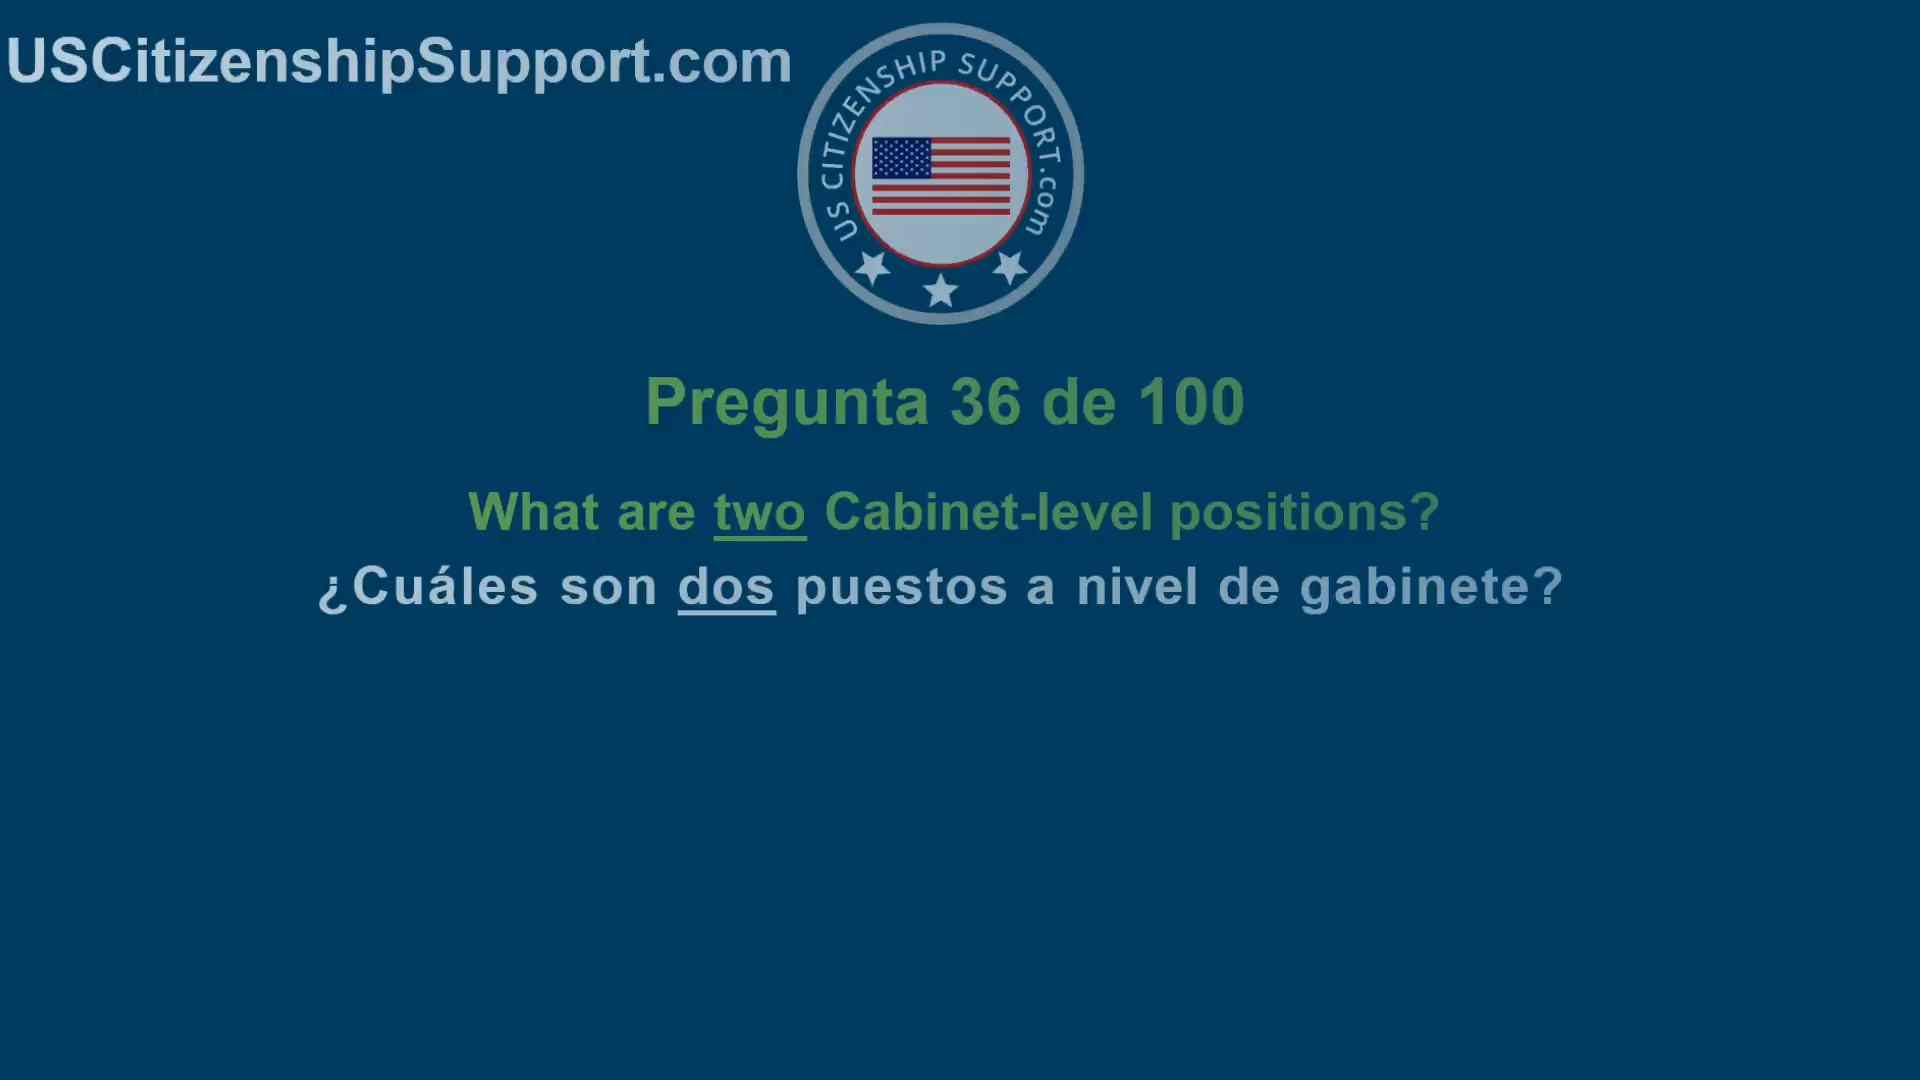 USCitizenshipSupport.com
US CITIZENSHIP SUPPORT.com
Pregunta 36 de 100
What are two Cabinet-level positions?
¿Cuáles son dos puestos a nivel de gabinete?